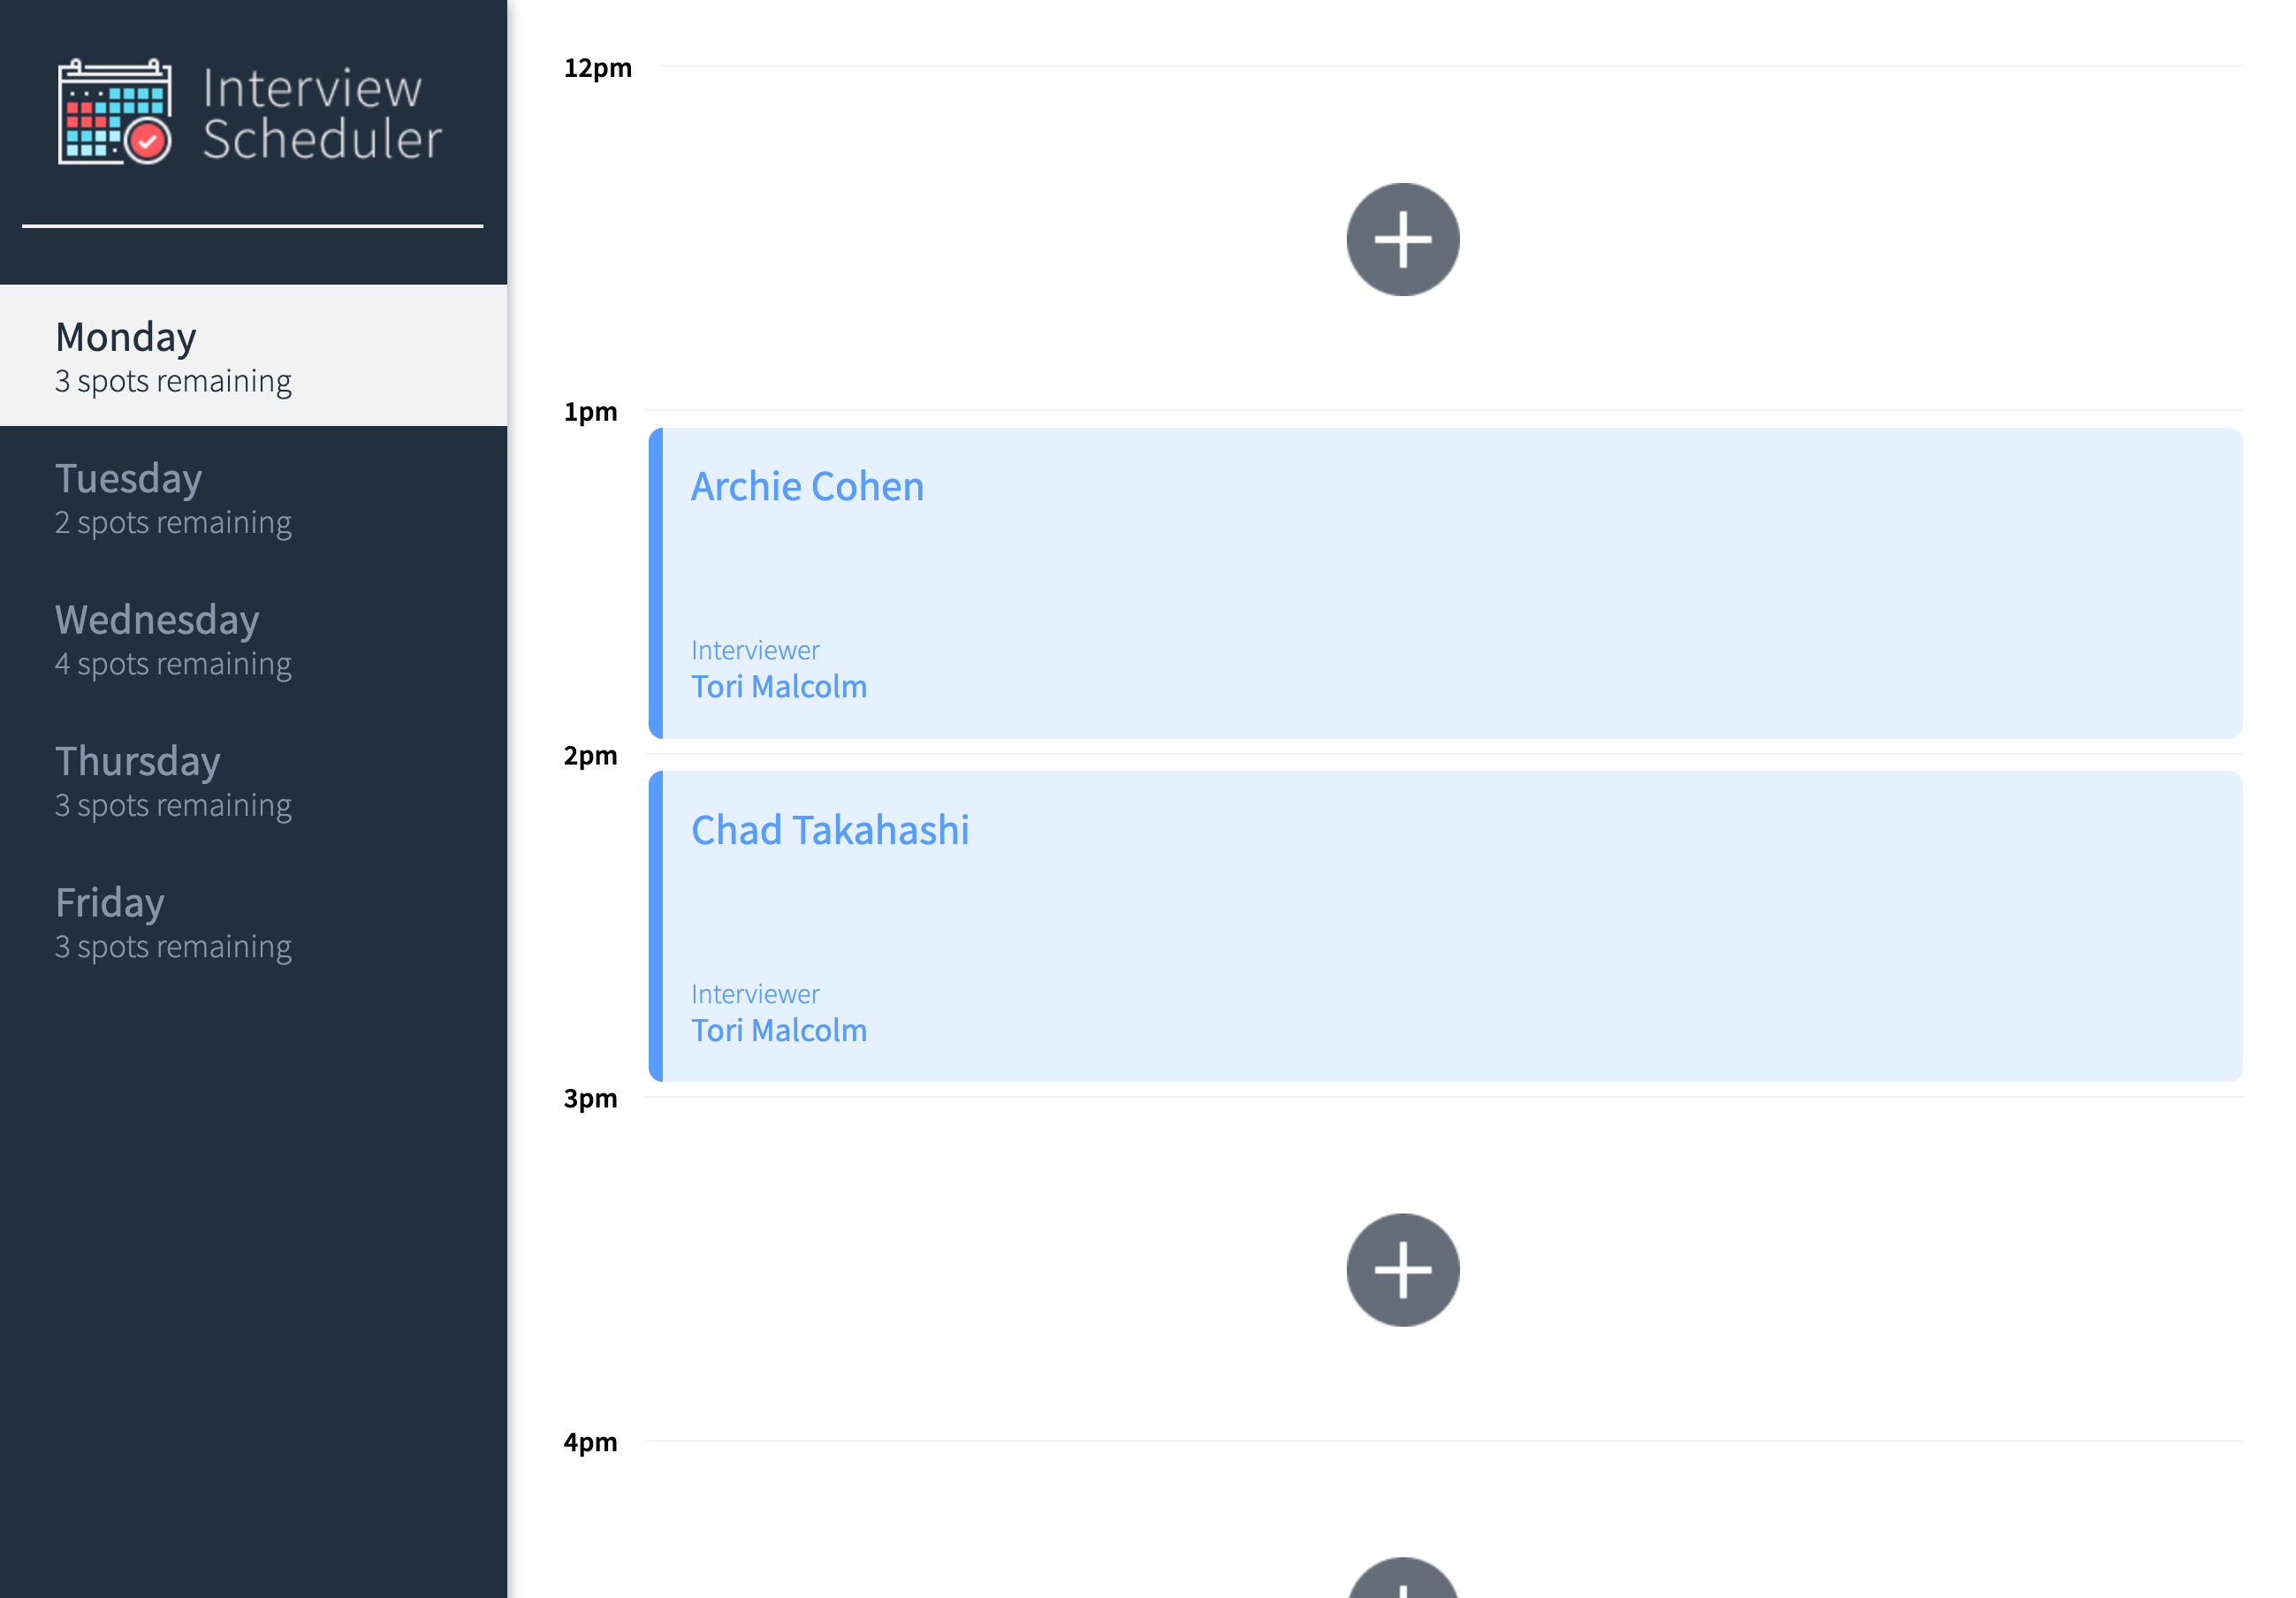 Interview
Scheduler
Monday
3 spots remaining
Tuesday
2 spots remaining
Wednesday
4 spots remaining
Thursday
3 spots remaining
Friday
3 spots remaining
12pm
1pm
Archie Cohen
Interviewer
Tori Malcolm
2pm
Chad Takahashi
Interviewer
Tori Malcolm
3pm
4pm